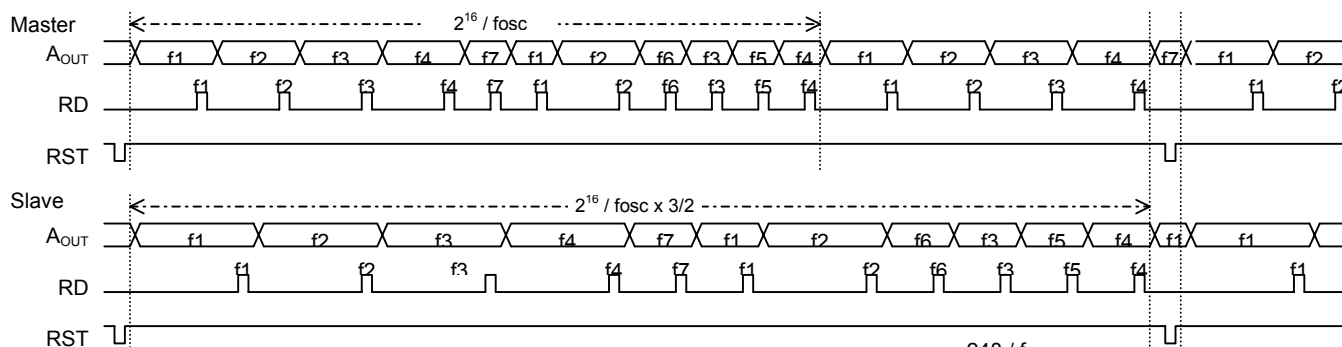 Master
2^16 / fosc
A_OUT f1 f2 f3 f4 f7 f1 f2 f6 f3 f5 f4 f1 f2 f3 f4 f7 f1 f2
RD f1 f2 f3 f4 f7 f1 f2 f6 f3 f5 f4 f1 f2 f3 f4 f1 f2
RST
Slave
2^16 / fosc x 3/2
A_OUT f1 f2 f3 f4 f7 f1 f2 f6 f3 f5 f4 f1 f1
RD f1 f2 f3 f4 f7 f1 f2 f6 f3 f5 f4 f1
RST